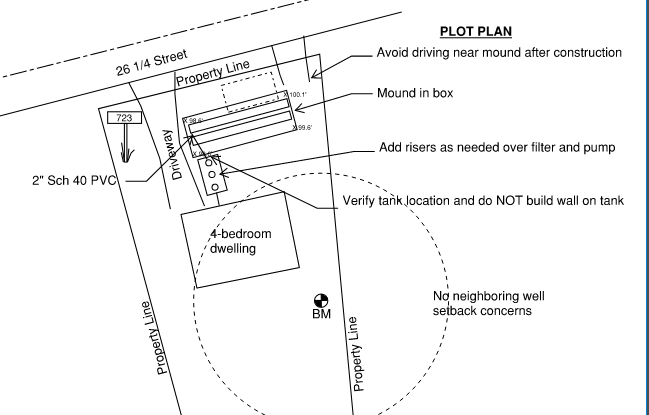 PLOT PLAN
26 1/4 Street
Avoid driving near mound after construction
Property Line
Mound in box
X 100.1'
X 98.6'
723
X 99.6'
Driveway
Add risers as needed over filter and pump
2" Sch 40 PVC
Verify tank location and do NOT build wall on tank
4-bedroom
dwelling
No neighboring well
setback concerns
BM
Property Line
Property Line